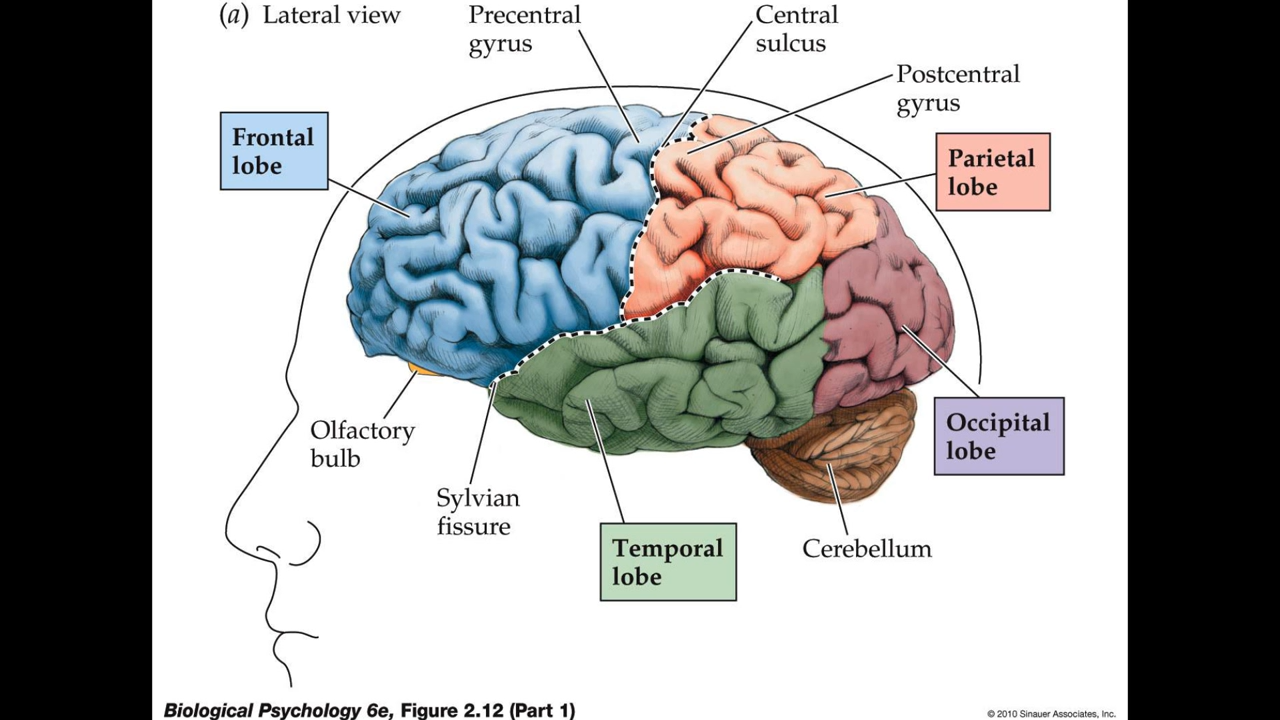 (a) Lateral view
Precentral
gyrus
Central
sulcus
Postcentral
gyrus
Frontal
lobe
Parietal
lobe
Olfactory
bulb
Occipital
lobe
Sylvian
fissure
Temporal
lobe
Cerebellum
Biological Psychology 6e, Figure 2.12 (Part 1)
© 2010 Sinauer Associates, Inc.